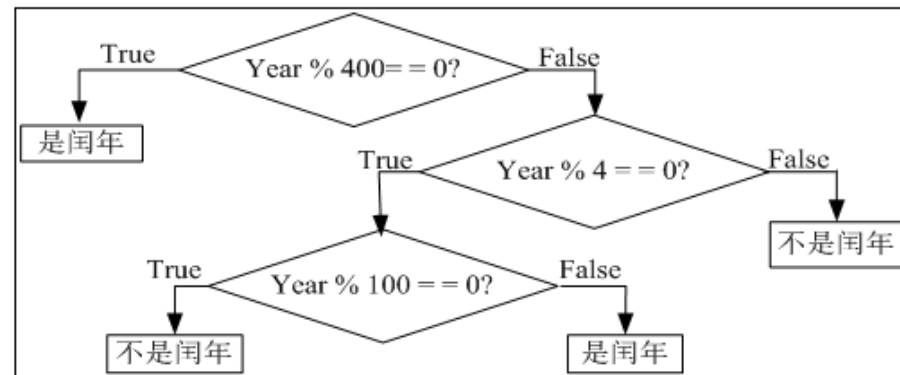 True
Year % 400= = 0?
False
是闰年
True
Year % 4 = = 0?
False
不是闰年
True
Year % 100 = = 0?
False
不是闰年
是闰年